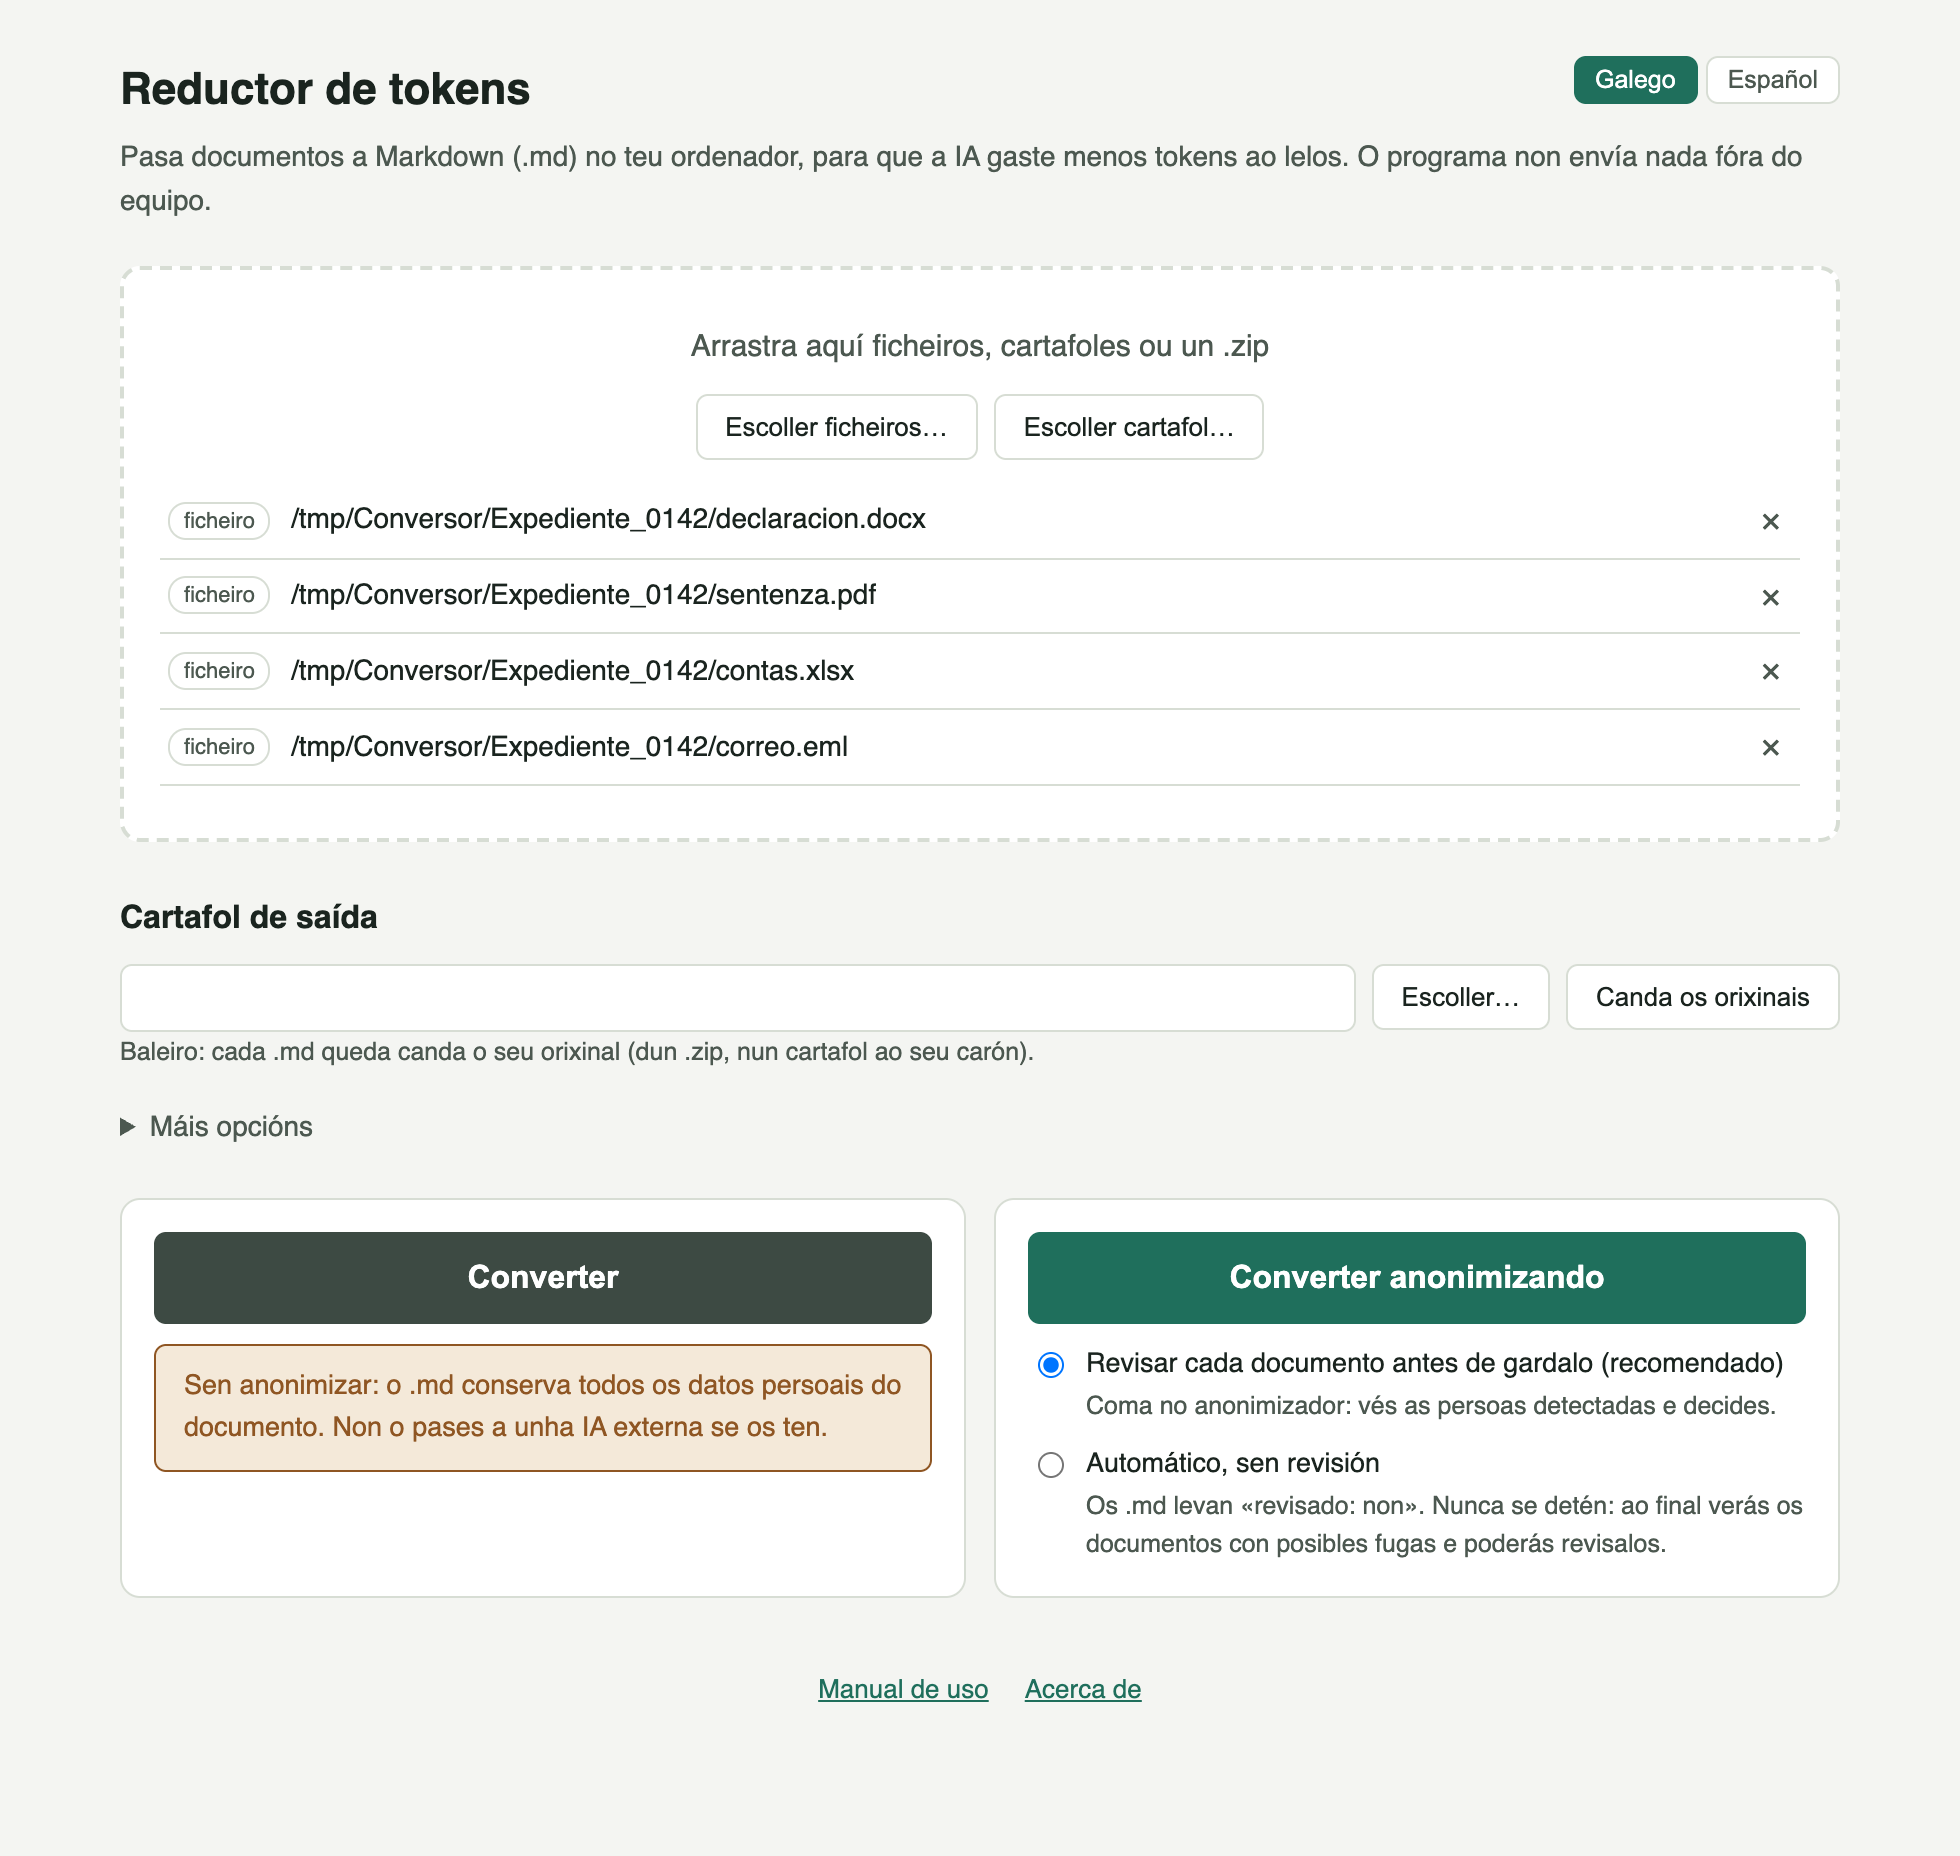 Reductor de tokens
Galego
Español
Pasa documentos a Markdown (.md) no teu ordenador, para que a IA gaste menos tokens ao lelos. O programa non envía nada fóra do
equipo.
Arrastra aquí ficheiros, cartafoles ou un .zip
Escoller ficheiros…
Escoller cartafol…
ficheiro /tmp/Conversor/Expediente_0142/declaracion.docx ×
ficheiro /tmp/Conversor/Expediente_0142/sentenza.pdf ×
ficheiro /tmp/Conversor/Expediente_0142/contas.xlsx ×
ficheiro /tmp/Conversor/Expediente_0142/correo.eml ×
Cartafol de saída
Escoller…
Canda os orixinais
Baleiro: cada .md queda canda o seu orixinal (dun .zip, nun cartafol ao seu carón).
Máis opcións
Converter
Sen anonimizar: o .md conserva todos os datos persoais do
documento. Non o pases a unha IA externa se os ten.
Converter anonimizando
Revisar cada documento antes de gardalo (recomendado)
Coma no anonimizador: vés as persoas detectadas e decides.
Automático, sen revisión
Os .md levan «revisado: non». Nunca se detén: ao final verás os
documentos con posibles fugas e poderás revisalos.
Manual de uso
Acerca de